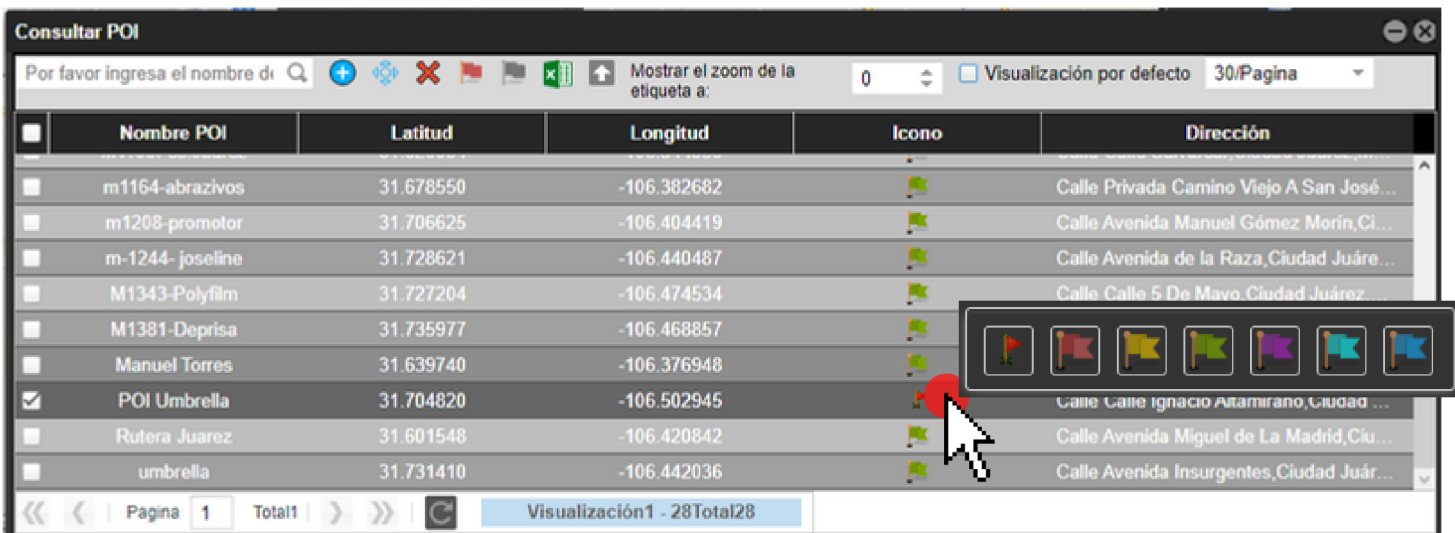 Consultar POI
Por favor ingresa el nombre de
Mostrar el zoom de la
etiqueta a:
0
Visualización por defecto
30/Pagina
Nombre POI Latitud Longitud Icono Dirección
m1164-abrazivos 31.678550 -106.382682 Calle Privada Camino Viejo A San José...
m1208-promotor 31.706625 -106.404419 Calle Avenida Manuel Gómez Morín,Ci...
m-1244- joseline 31.728621 -106.440487 Calle Avenida de la Raza,Ciudad Juáre...
M1343-Polyfilm 31.727204 -106.474534 Calle Calle 5 De Mayo,Ciudad Juárez,...
M1381-Deprisa 31.735977 -106.468857
Manuel Torres 31.639740 -106.376948
POI Umbrella 31.704820 -106.502945 Calle Calle Ignacio Altamirano,Ciudad ...
Rutera Juarez 31.601548 -106.420842 Calle Avenida Miguel de La Madrid,Ciu...
umbrella 31.731410 -106.442036 Calle Avenida Insurgentes,Ciudad Juár...
Pagina 1 Total1 Visualización1 - 28Total28